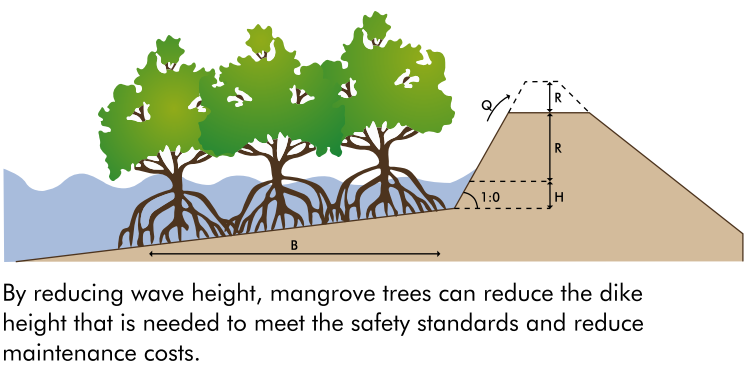 Q
R
R
1:0
H
B
By reducing wave height, mangrove trees can reduce the dike
height that is needed to meet the safety standards and reduce
maintenance costs.